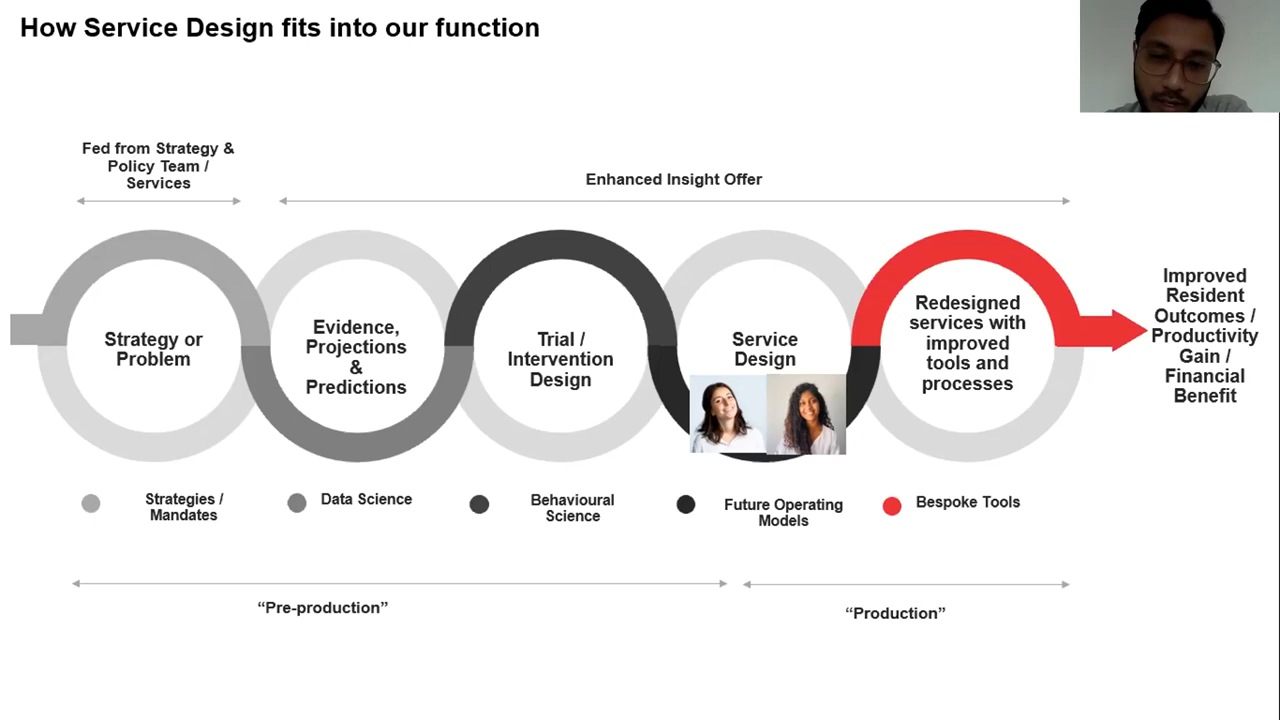 How Service Design fits into our function
Fed from Strategy &
Policy Team /
Services
Enhanced Insight Offer
Strategy or
Problem
Evidence,
Projections
&
Predictions
Trial /
Intervention
Design
Service
Design
Redesigned
services with
improved
tools and
processes
Improved
Resident
Outcomes /
Productivity
Gain /
Financial
Benefit
Strategies /
Mandates
Data Science
Behavioural
Science
Future Operating
Models
Bespoke Tools
“Pre-production”
“Production”